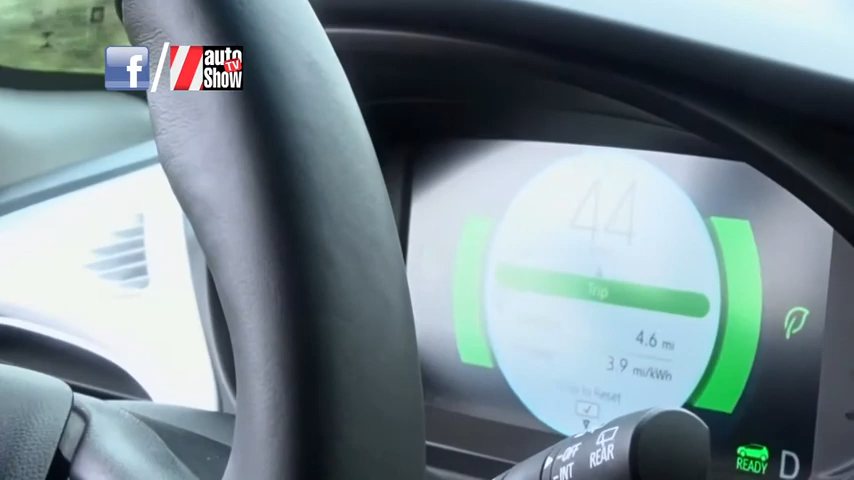 f/auto
TV
Show
44
Trip
4.6 mi
3.9 mi/kWh
to Reset
OFF
INT
REAR
READY
D